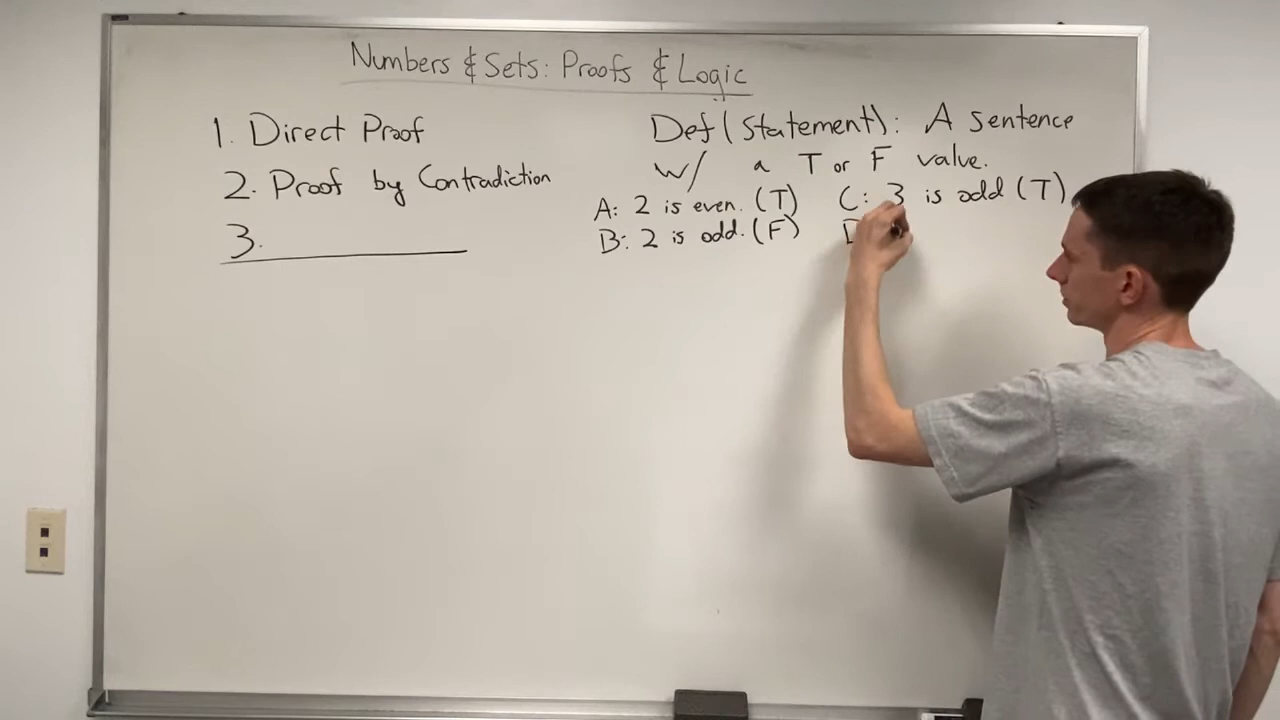 Numbers & Sets: Proofs & Logic
1. Direct Proof
2. Proof by Contradiction
3.
Def (Statement): A sentence
w/ a T or F value.
A: 2 is even. (T) C: 3 is odd (T)
B: 2 is odd. (F)